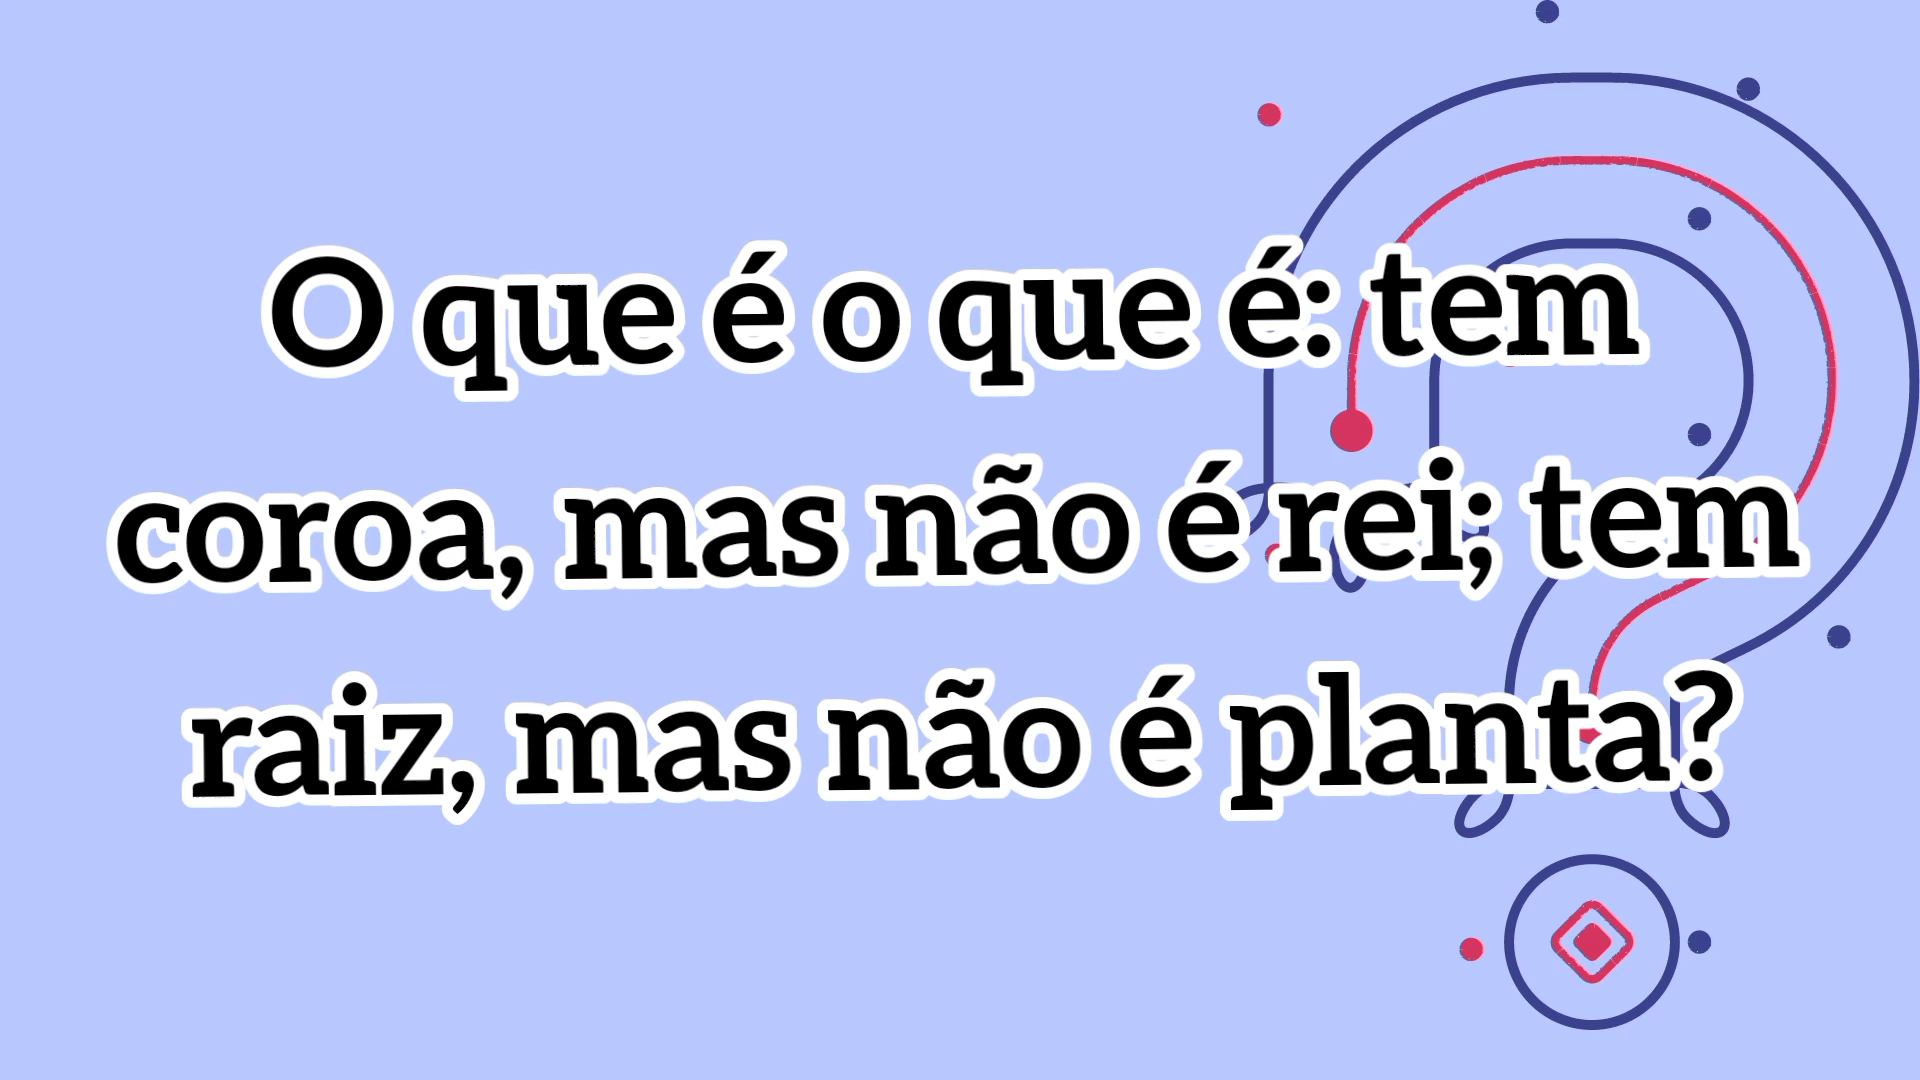 O que é o que é: tem
coroa, mas não é rei; tem
raiz, mas não é planta?